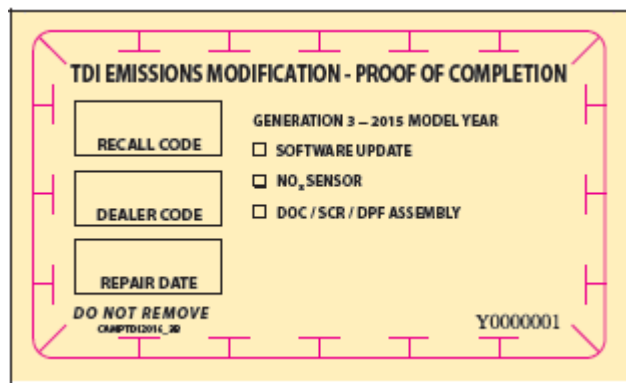 TDI EMISSIONS MODIFICATION - PROOF OF COMPLETION
RECALL CODE
DEALER CODE
REPAIR DATE
GENERATION 3 – 2015 MODEL YEAR
SOFTWARE UPDATE
NOx SENSOR
DOC / SCR / DPF ASSEMBLY
DO NOT REMOVE
CAMPTDI2016_3B
Y0000001